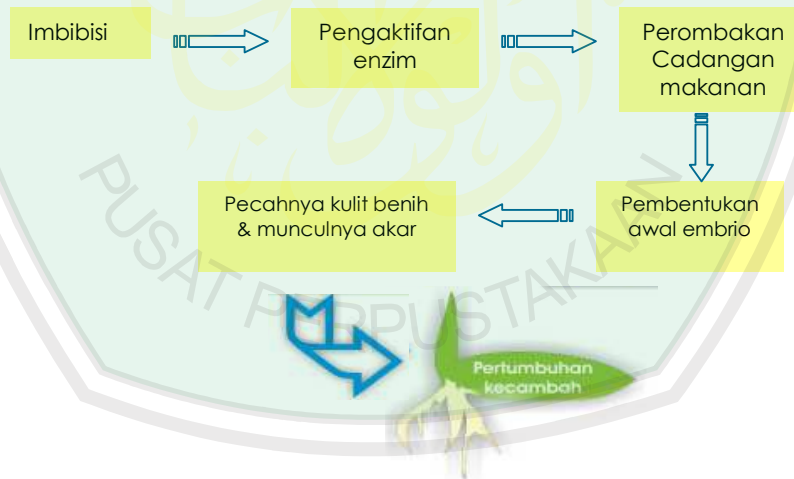 Imbibisi
Pengaktifan
enzim
Perombakan
Cadangan
makanan
Pembentukan
awal embrio
Pecahnya kulit benih
& munculnya akar
Pertumbuhan
kecambah
PUSAT PERPUSTAKAAN